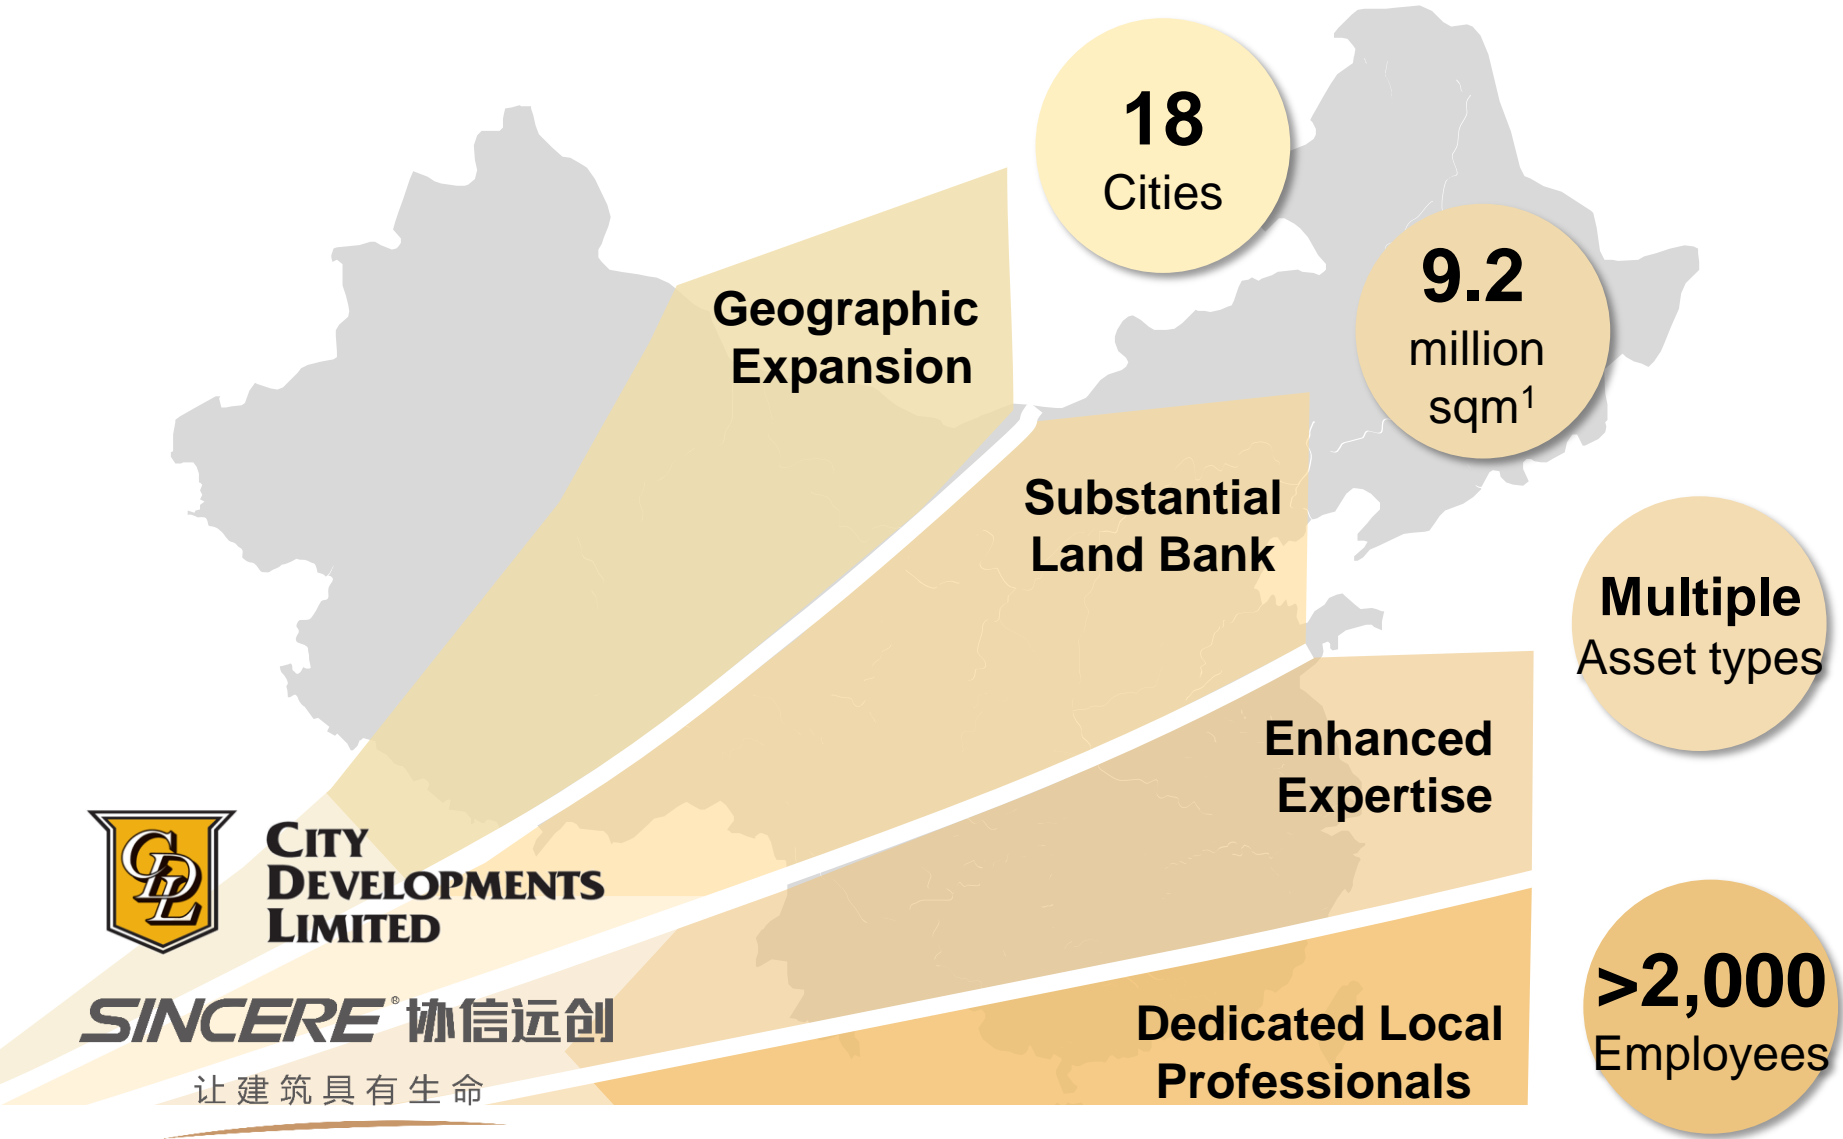 18
Cities
Geographic
Expansion
9.2
million
sqm¹
Substantial
Land Bank
Multiple
Asset types
Enhanced
Expertise
CITY
DEVELOPMENTS
LIMITED
CDL
SINCERE® 协信远创
让建筑具有生命
Dedicated Local
Professionals
>2,000
Employees